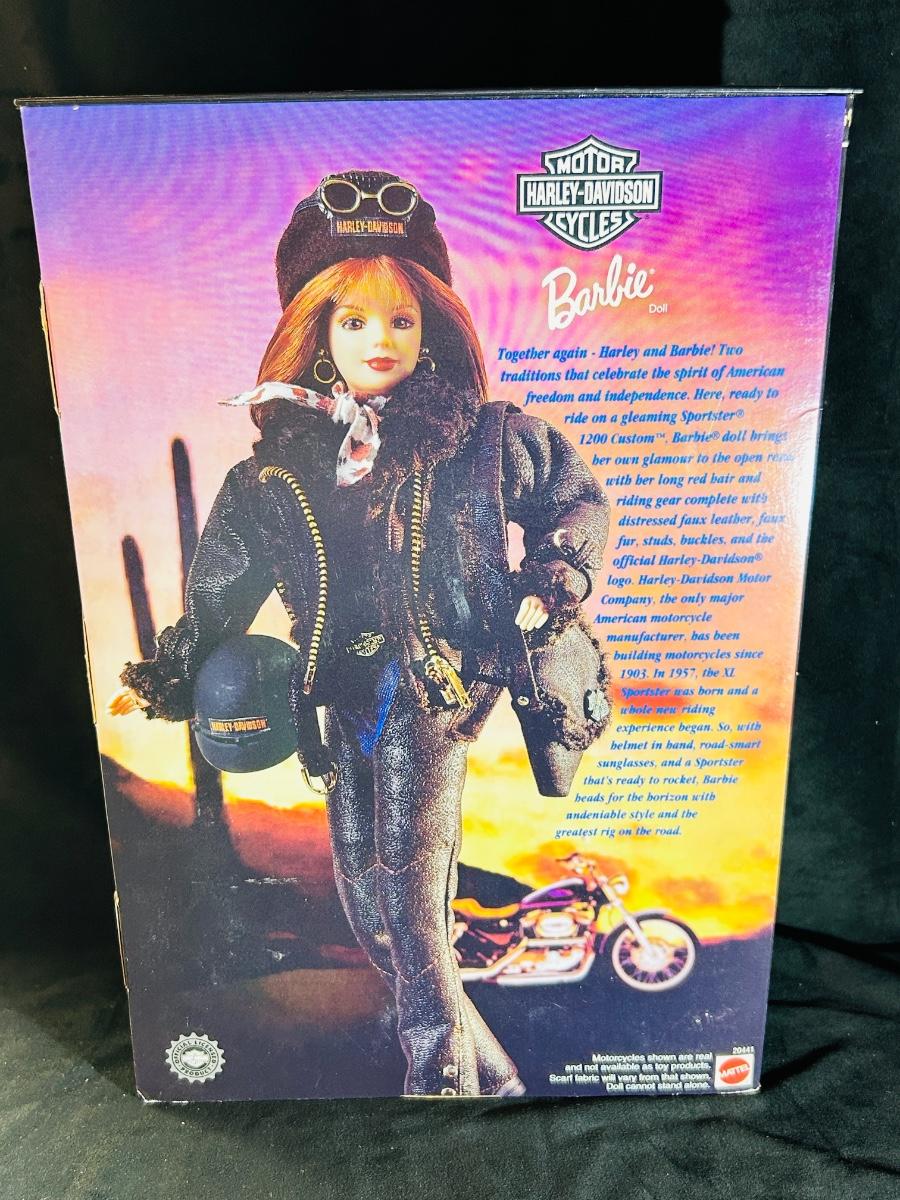 MOTOR
HARLEY-DAVIDSON
CYCLES
HARLEY-DAVIDSON
Barbie®
Doll
Together again - Harley and Barbie! Two
traditions that celebrate the spirit of American
freedom and independence. Here, ready to
ride on a gleaming Sportster®
1200 Custom™, Barbie® doll brings
her own glamour to the open road
with her long red hair and
riding gear complete with
distressed faux leather, faux
fur, studs, buckles, and the
official Harley-Davidson®
logo. Harley-Davidson Motor
Company, the only major
American motorcycle
manufacturer, has been
building motorcycles since
1903. In 1957, the XL
Sportster was born and a
whole new riding
experience began. So, with
helmet in hand, road-smart
sunglasses, and a Sportster
that's ready to rocket, Barbie
heads for the horizon with
undeniable style and the
greatest rig on the road.
HARLEY-DAVIDSON
OFFICIAL LICENSED
PRODUCT
Motorcycles shown are real
and not available as toy products.
Scarf fabric will vary from that shown.
Doll cannot stand alone.
20441
MATTEL